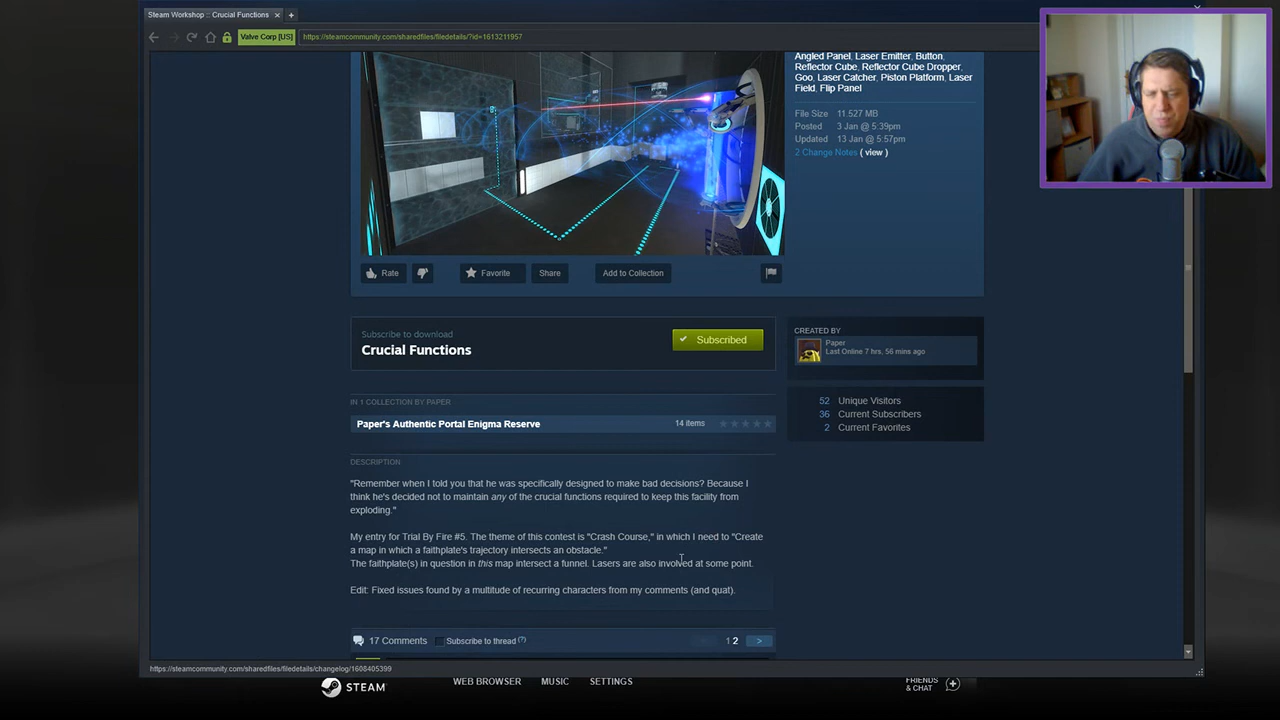 Steam Workshop :: Crucial Functions
Valve Corp [US]
https://steamcommunity.com/sharedfiles/filedetails/?id=1613211957
Angled Panel, Laser Emitter, Button,
Reflector Cube, Reflector Cube Dropper,
Goo, Laser Catcher, Piston Platform, Laser
Field, Flip Panel
File Size 11.527 MB
Posted 3 Jan @ 5:39pm
Updated 13 Jan @ 5:57pm
2 Change Notes ( view )
Rate Favorite Share Add to Collection
Subscribe to download
Crucial Functions
Subscribed
CREATED BY
Paper
Last Online 7 hrs, 56 mins ago
52 Unique Visitors
36 Current Subscribers
2 Current Favorites
IN 1 COLLECTION BY PAPER
Paper's Authentic Portal Enigma Reserve 14 items
DESCRIPTION
"Remember when I told you that he was specifically designed to make bad decisions? Because I
think he's decided not to maintain any of the crucial functions required to keep this facility from
exploding."
My entry for Trial By Fire #5. The theme of this contest is "Crash Course," in which I need to "Create
a map in which a faithplate's trajectory intersects an obstacle."
The faithplate(s) in question in this map intersect a funnel. Lasers are also involved at some point.
Edit: Fixed issues found by a multitude of recurring characters from my comments (and quat).
17 Comments Subscribe to thread (?) 1 2 >
https://steamcommunity.com/sharedfiles/filedetails/changelog/1608405399
STEAM
WEB BROWSER MUSIC SETTINGS
FRIENDS
& CHAT